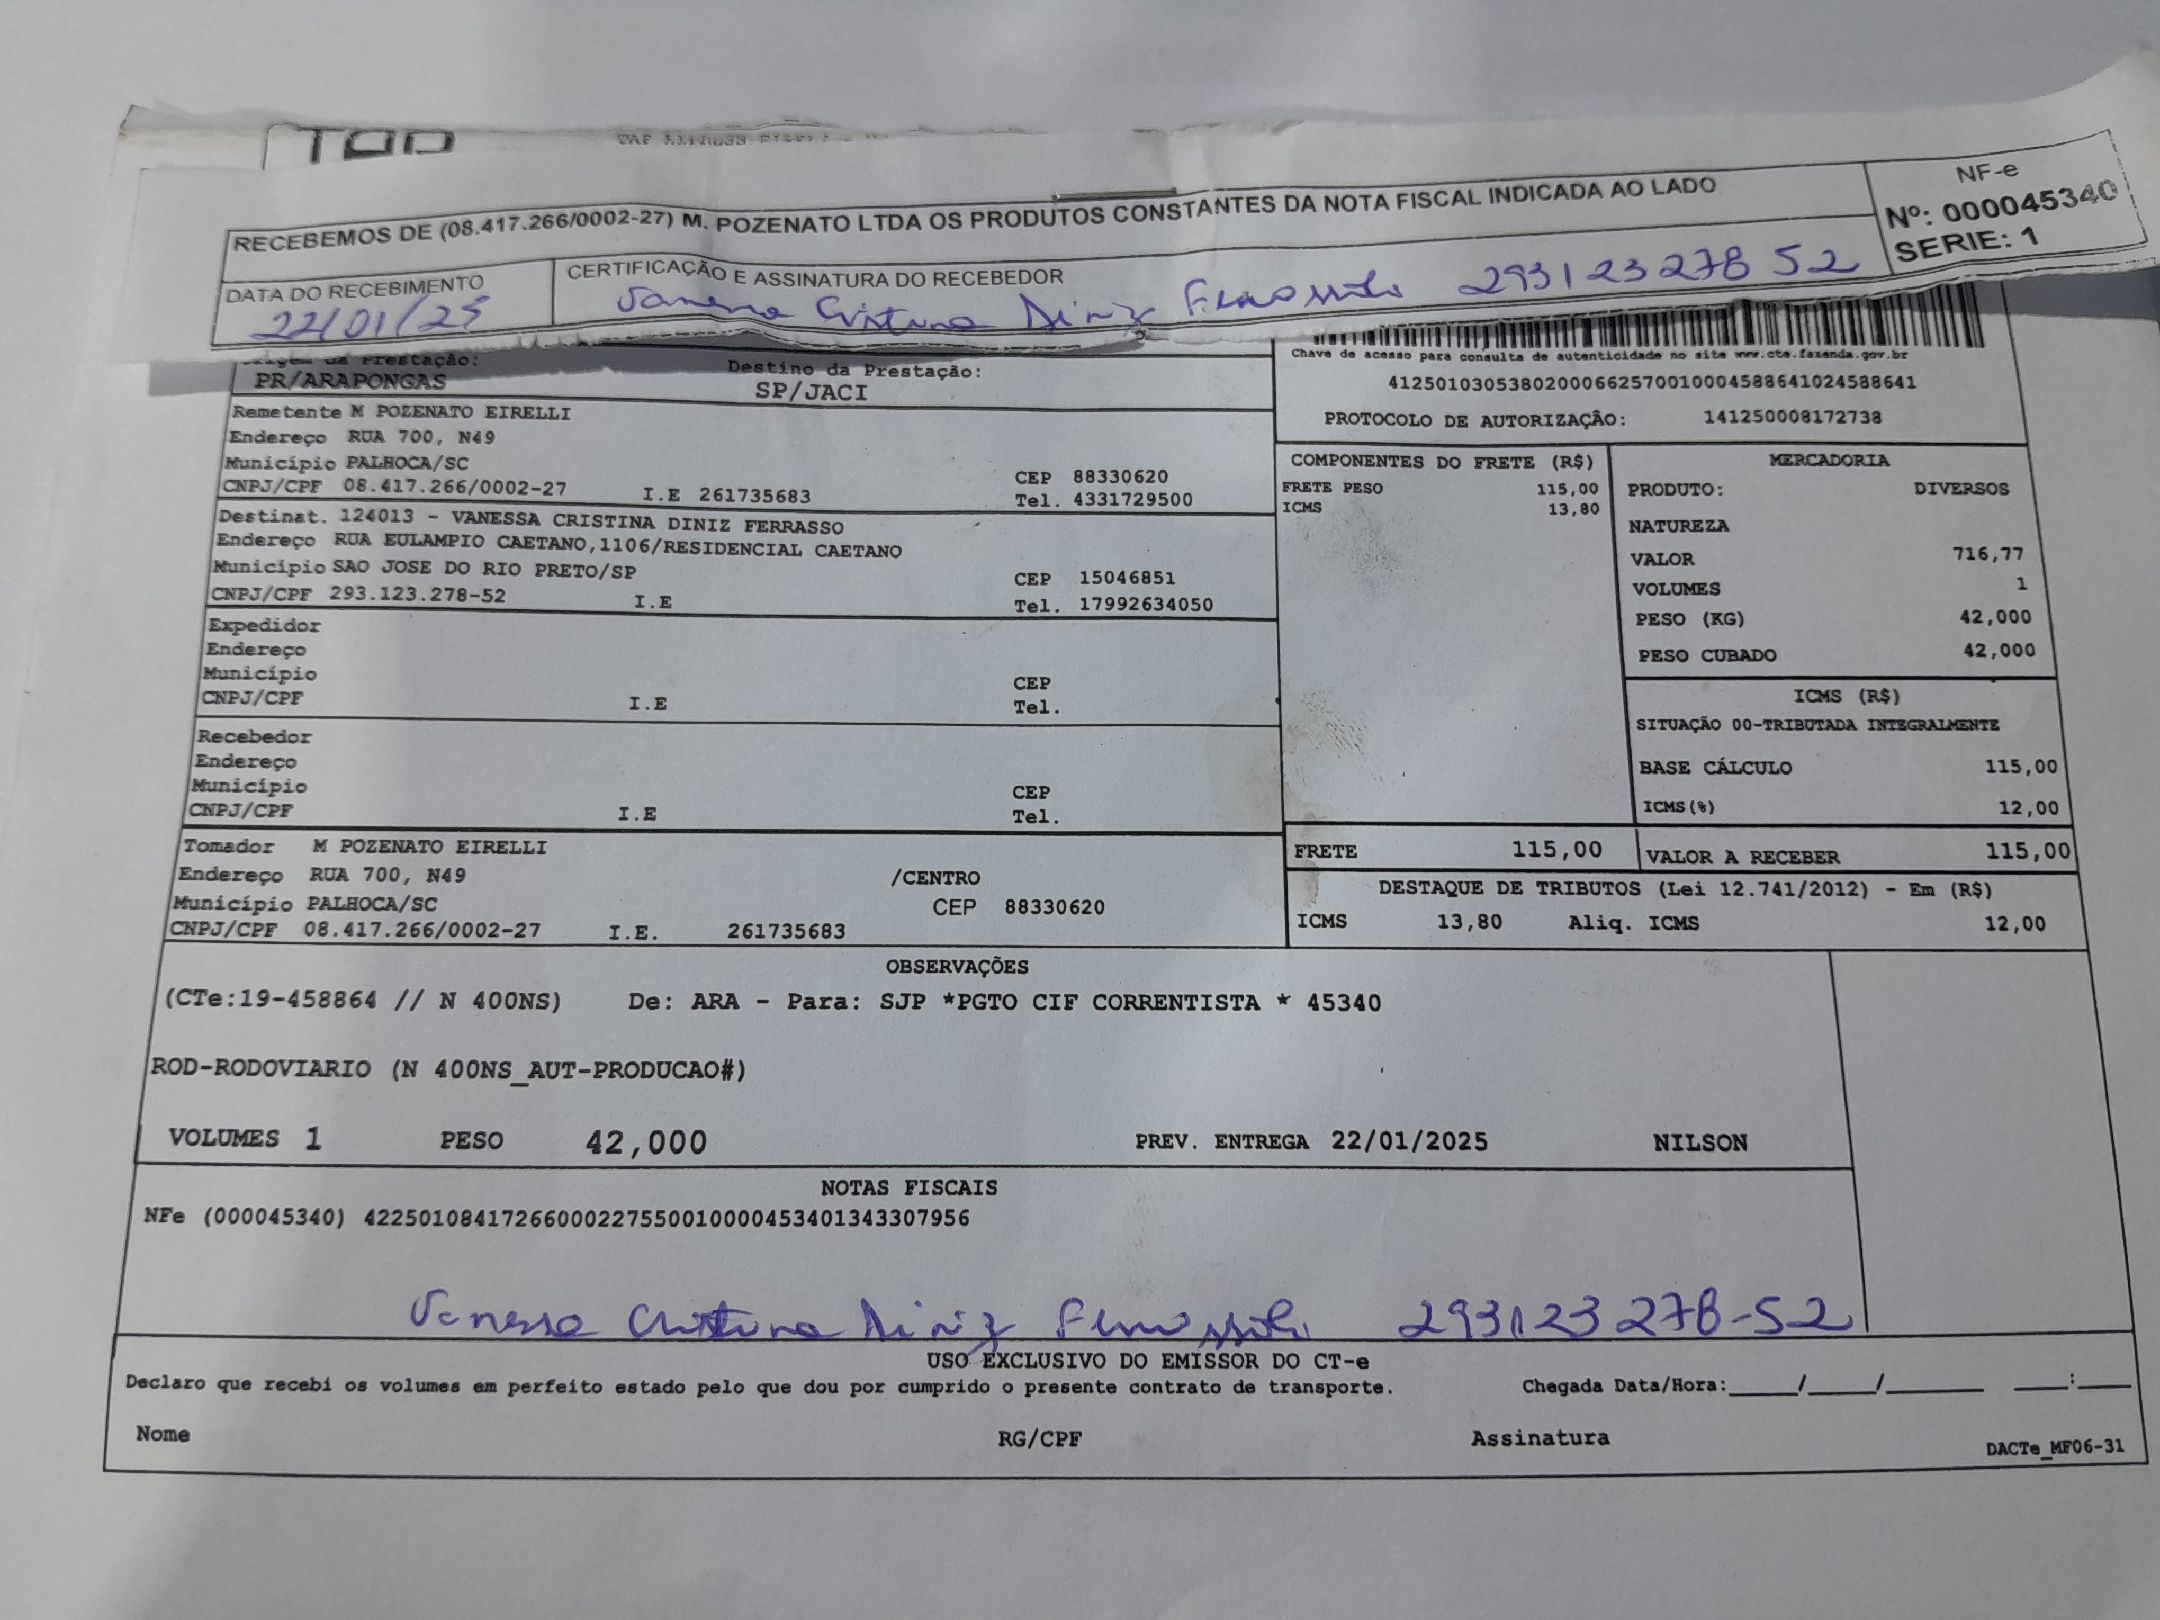 RECEBEMOS DE (08.417.266/0002-27) M. POZENATO LTDA OS PRODUTOS CONSTANTES DA NOTA FISCAL INDICADA AO LADO
NF-e
Nº: 000045340
SERIE: 1
DATA DO RECEBIMENTO
22/01/25
CERTIFICAÇÃO E ASSINATURA DO RECEBEDOR
Vanessa Cristina Diniz 293123278 52
da Prestação:
PR/ARAPONGAS
Destino da Prestação:
SP/JACI
Chave de acesso para consulta de autenticidade no site www.cte.fazenda.gov.br
41250103053802000662570010004588641024588641
PROTOCOLO DE AUTORIZAÇÃO: 141250008172738
Remetente M POZENATO EIRELLI
Endereço RUA 700, N49
Município PALHOCA/SC CEP 88330620
CNPJ/CPF 08.417.266/0002-27 I.E 261735683 Tel. 4331729500
Destinat. 124013 - VANESSA CRISTINA DINIZ FERRASSO
Endereço RUA EULAMPIO CAETANO,1106/RESIDENCIAL CAETANO
Município SAO JOSE DO RIO PRETO/SP CEP 15046851
CNPJ/CPF 293.123.278-52 I.E Tel. 17992634050
Expedidor
Endereço
Município CEP
CNPJ/CPF I.E Tel.
Recebedor
Endereço
Município CEP
CNPJ/CPF I.E Tel.
Tomador M POZENATO EIRELLI
Endereço RUA 700, N49 /CENTRO
Município PALHOCA/SC CEP 88330620
CNPJ/CPF 08.417.266/0002-27 I.E. 261735683
COMPONENTES DO FRETE (R$)
FRETE PESO 115,00
ICMS 13,80
MERCADORIA
PRODUTO: DIVERSOS
NATUREZA
VALOR 716,77
VOLUMES 1
PESO (KG) 42,000
PESO CUBADO 42,000
ICMS (R$)
SITUAÇÃO 00-TRIBUTADA INTEGRALMENTE
BASE CÁLCULO 115,00
ICMS(%) 12,00
FRETE 115,00 VALOR A RECEBER 115,00
DESTAQUE DE TRIBUTOS (Lei 12.741/2012) - Em (R$)
ICMS 13,80 Aliq. ICMS 12,00
OBSERVAÇÕES
(CTe:19-458864 // N 400NS) De: ARA - Para: SJP *PGTO CIF CORRENTISTA * 45340
ROD-RODOVIARIO (N 400NS_AUT-PRODUCAO#)
VOLUMES 1 PESO 42,000 PREV. ENTREGA 22/01/2025 NILSON
NOTAS FISCAIS
NFe (000045340) 42250108417266000227550010000453401343307956
Vanessa Cristina Diniz 293123278-52
USO EXCLUSIVO DO EMISSOR DO CT-e
Declaro que recebi os volumes em perfeito estado pelo que dou por cumprido o presente contrato de transporte. Chegada Data/Hora:_____/_____/_______ ____:____
Nome RG/CPF Assinatura DACTe_MF06-31